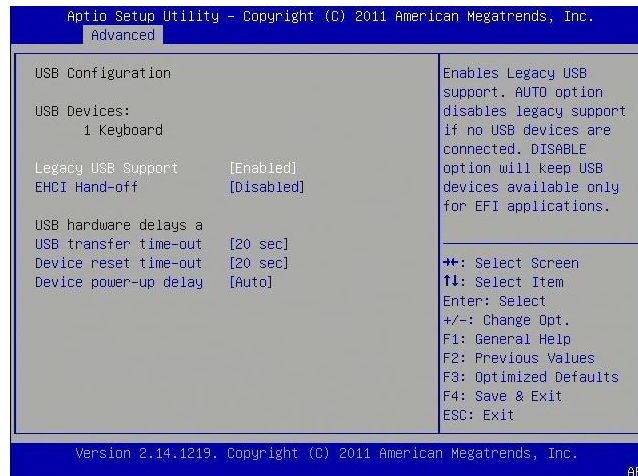 Aptio Setup Utility – Copyright (C) 2011 American Megatrends, Inc.
Advanced
USB Configuration
USB Devices:
1 Keyboard
Legacy USB Support [Enabled]
EHCI Hand-off [Disabled]
USB hardware delays a
USB transfer time-out [20 sec]
Device reset time-out [20 sec]
Device power-up delay [Auto]
Enables Legacy USB
support. AUTO option
disables legacy support
if no USB devices are
connected. DISABLE
option will keep USB
devices available only
for EFI applications.
→←: Select Screen
↑↓: Select Item
Enter: Select
+/-: Change Opt.
F1: General Help
F2: Previous Values
F3: Optimized Defaults
F4: Save & Exit
ESC: Exit
Version 2.14.1219. Copyright (C) 2011 American Megatrends, Inc.